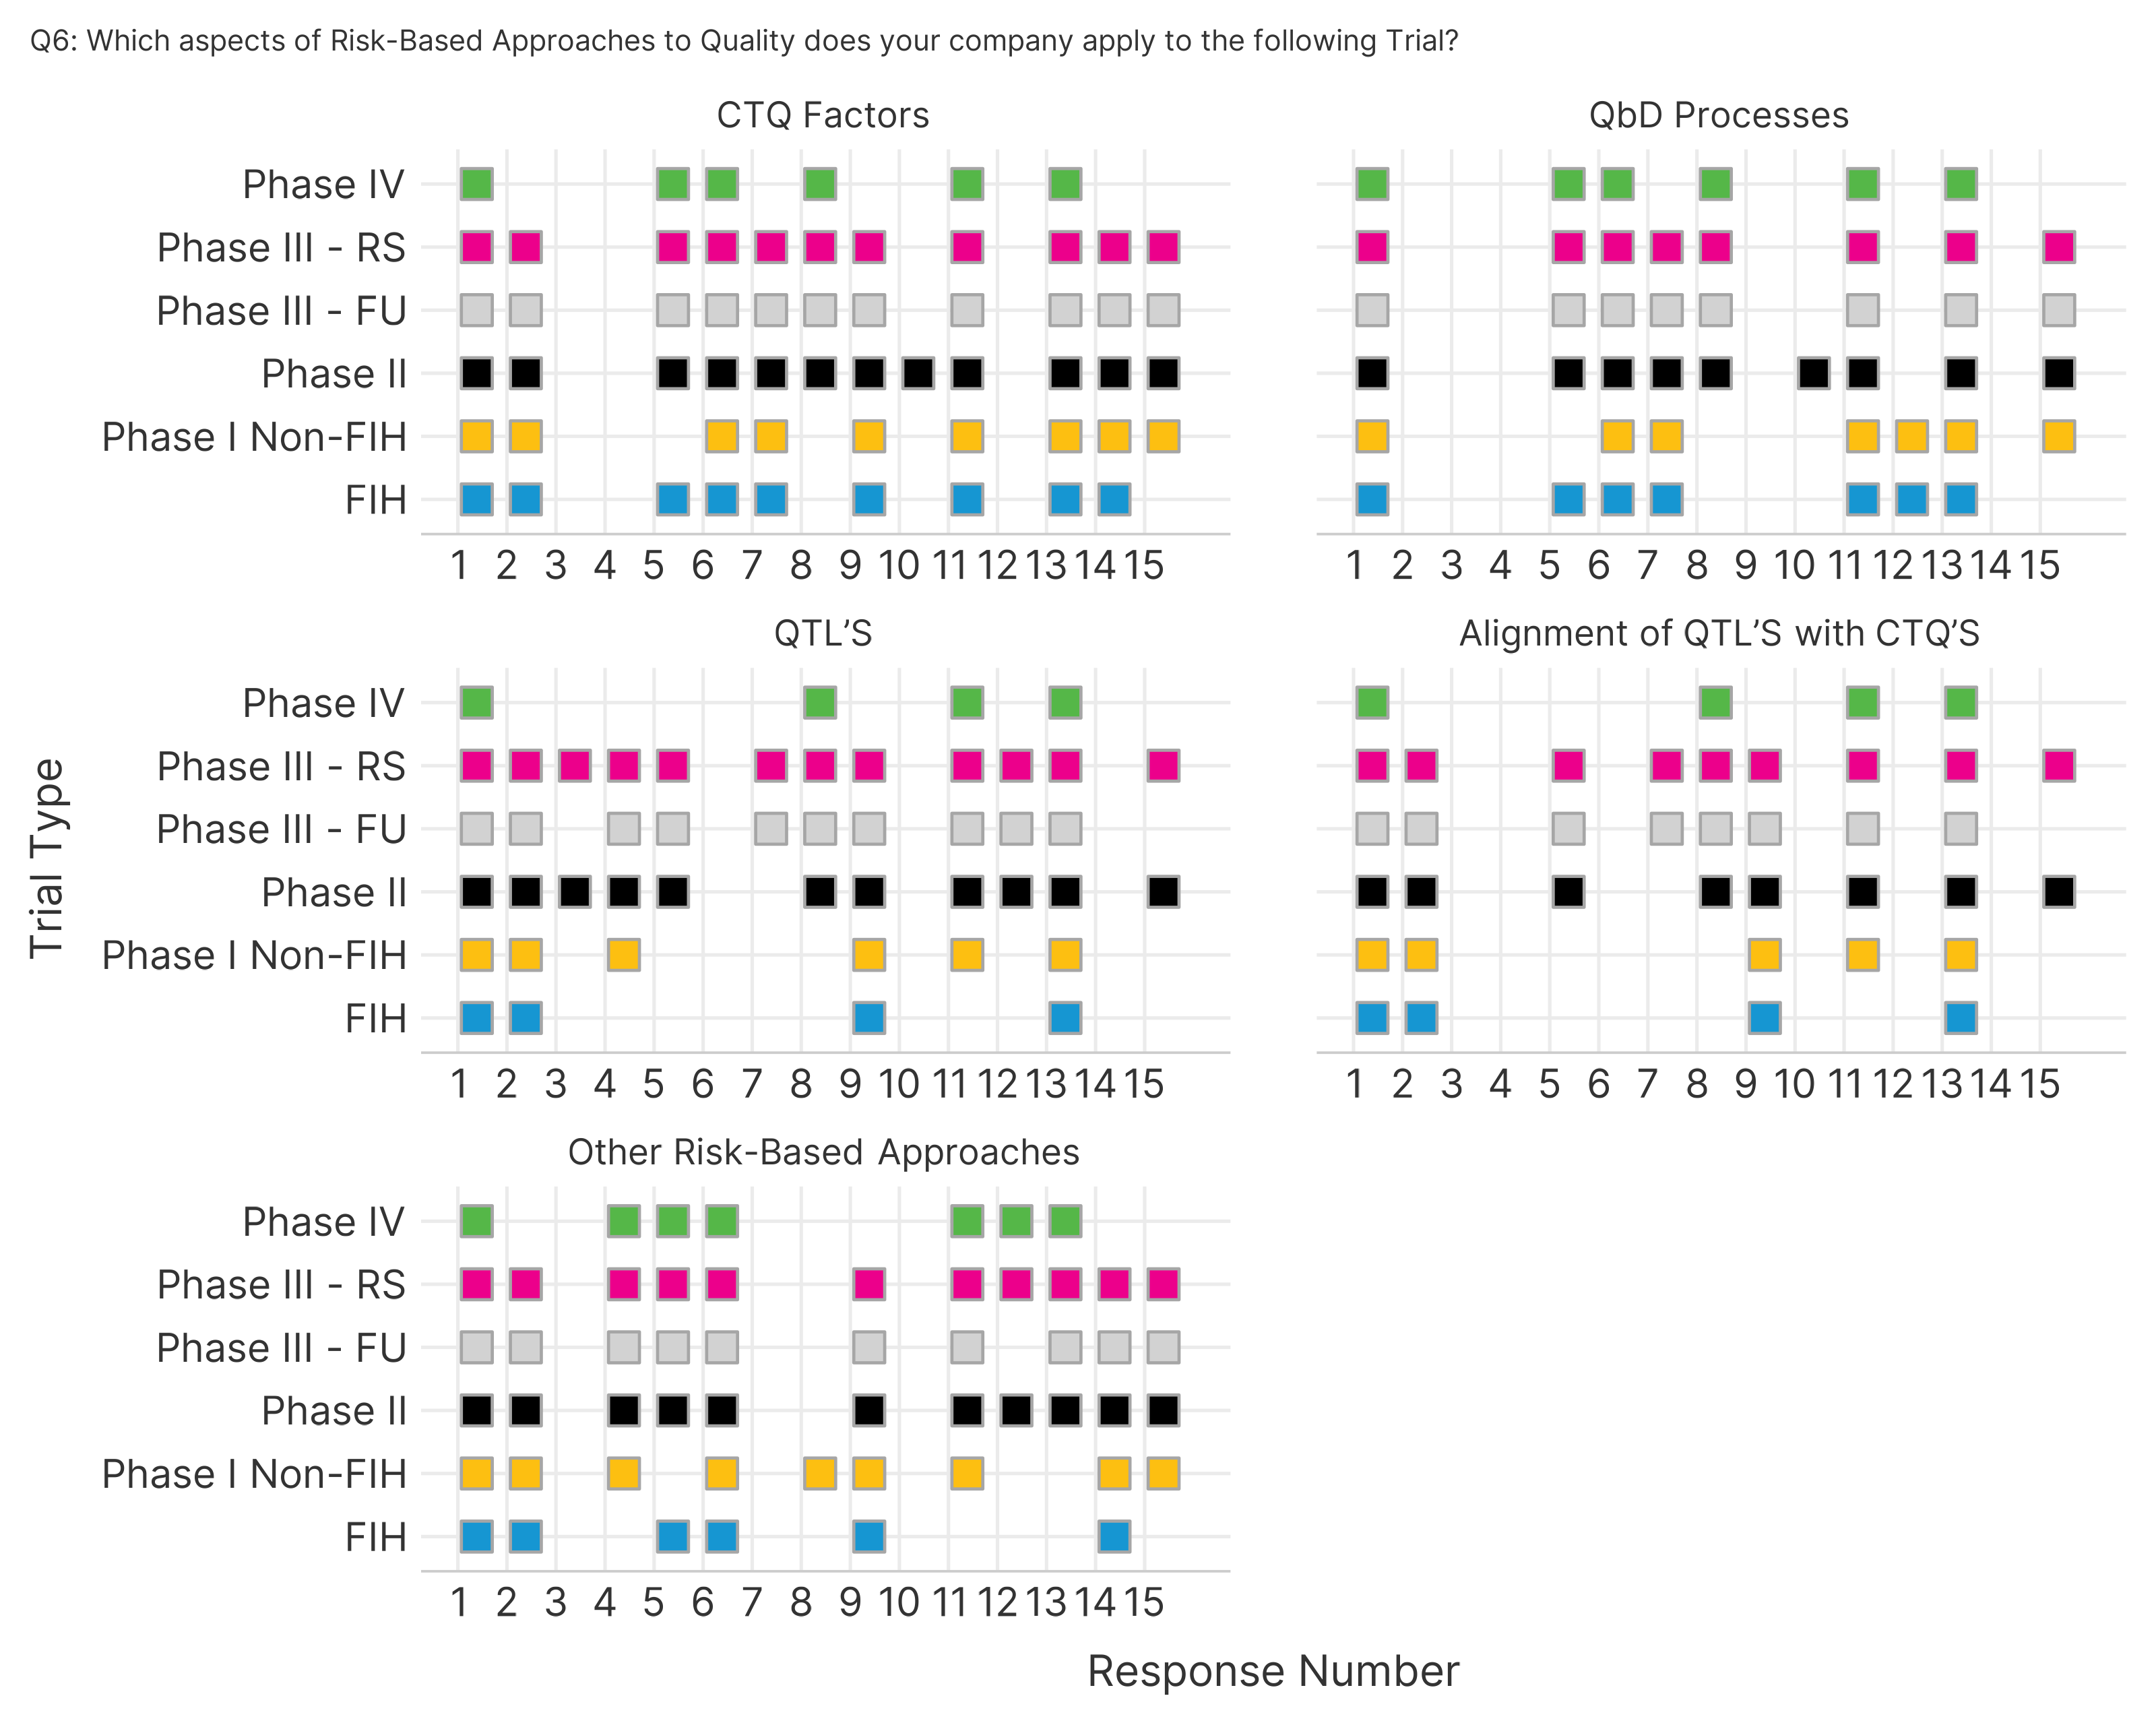 Q6: Which aspects of Risk-Based Approaches to Quality does your company apply to the following Trial?
CTQ Factors
Phase IV
Phase III - RS
Phase III - FU
Phase II
Phase I Non-FIH
FIH
1 2 3 4 5 6 7 8 9 10 11 12 13 14 15
QbD Processes
1 2 3 4 5 6 7 8 9 10 11 12 13 14 15
Trial Type
QTL’S
Phase IV
Phase III - RS
Phase III - FU
Phase II
Phase I Non-FIH
FIH
1 2 3 4 5 6 7 8 9 10 11 12 13 14 15
Alignment of QTL’S with CTQ’S
1 2 3 4 5 6 7 8 9 10 11 12 13 14 15
Other Risk-Based Approaches
Phase IV
Phase III - RS
Phase III - FU
Phase II
Phase I Non-FIH
FIH
1 2 3 4 5 6 7 8 9 10 11 12 13 14 15
Response Number